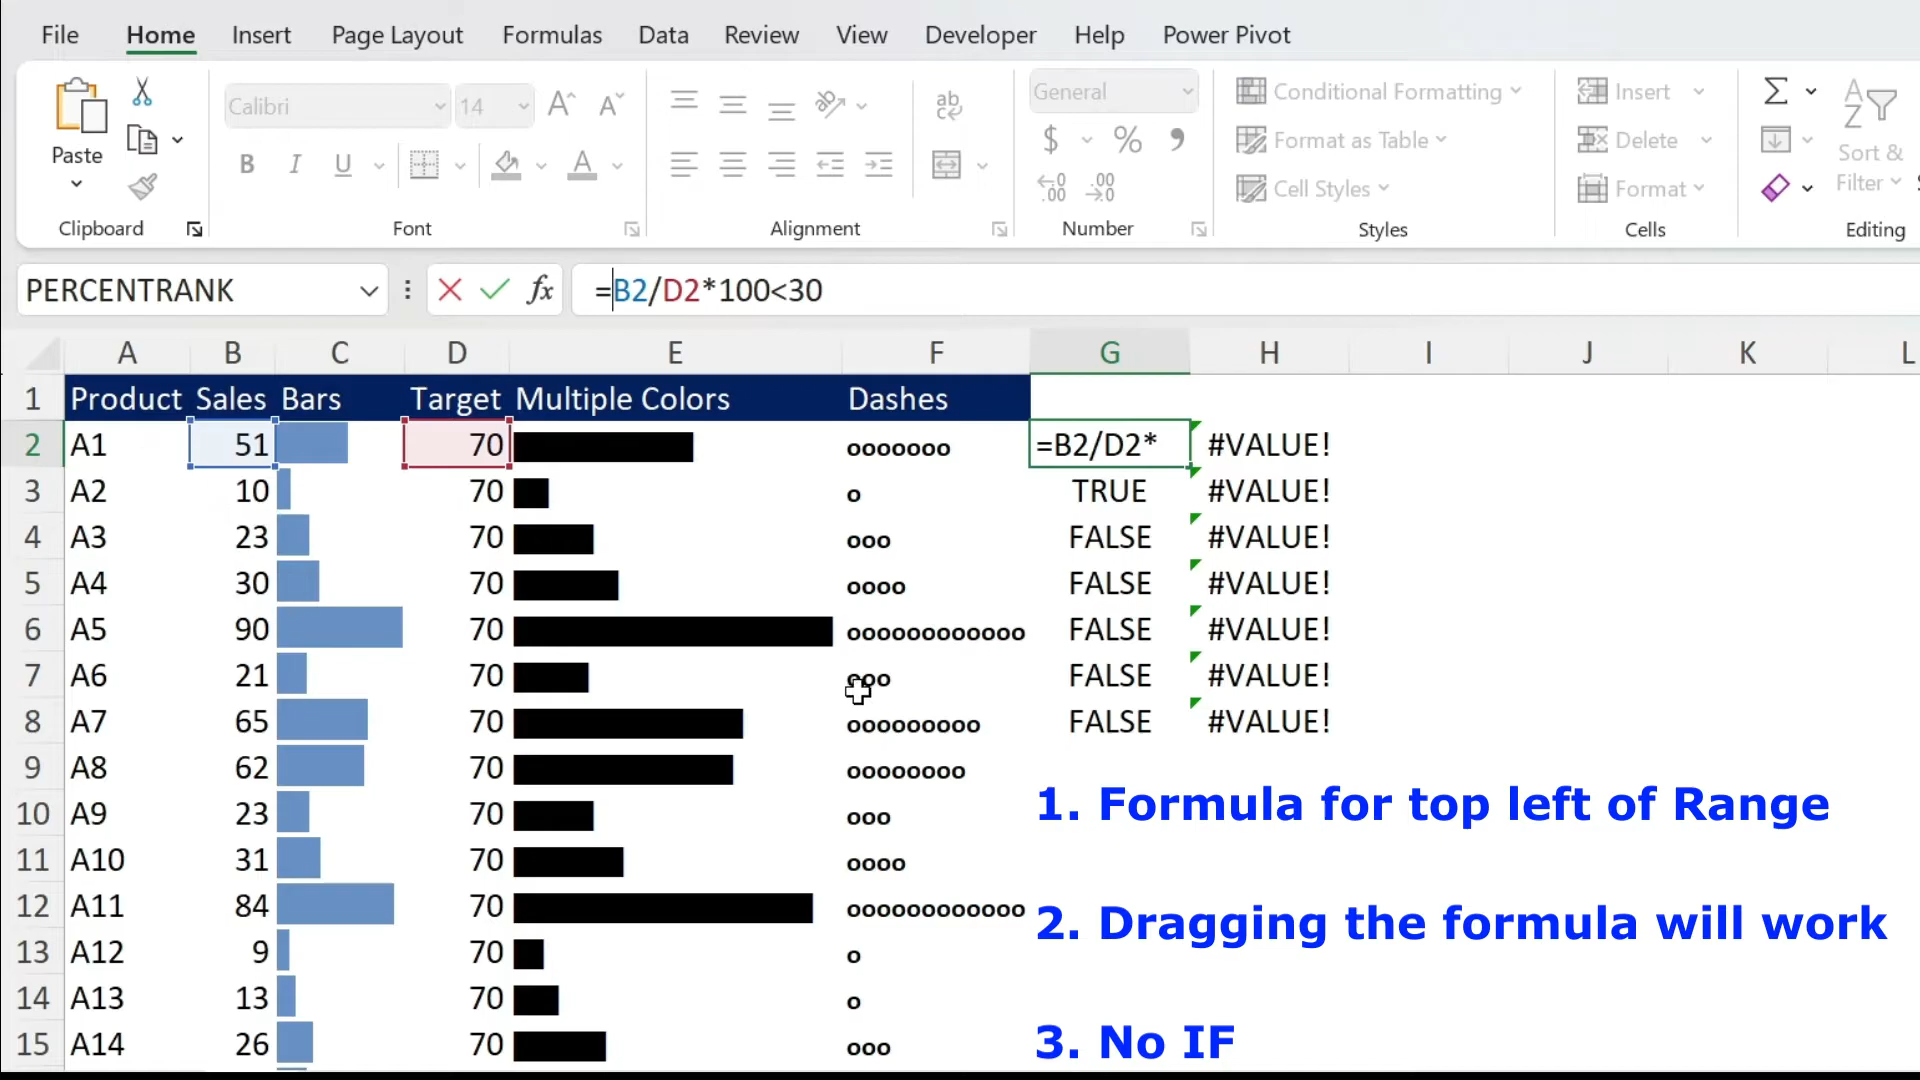 File Home Insert Page Layout Formulas Data Review View Developer Help Power Pivot
Calibri 14 A A ab General Conditional Formatting Insert
Paste B I U A $ % Format as Table Delete Sort &
Cell Styles Format Filter
Clipboard Font Alignment Number Styles Cells Editing
PERCENTRANK fx =B2/D2*100<30
A B C D E F G H I J K L
1 Product Sales Bars Target Multiple Colors Dashes
2 A1 51 70 ooooooo =B2/D2* #VALUE!
3 A2 10 70 o TRUE #VALUE!
4 A3 23 70 ooo FALSE #VALUE!
5 A4 30 70 oooo FALSE #VALUE!
6 A5 90 70 oooooooooooo FALSE #VALUE!
7 A6 21 70 ooo FALSE #VALUE!
8 A7 65 70 ooooooooo FALSE #VALUE!
9 A8 62 70 oooooooo
10 A9 23 70 ooo
11 A10 31 70 oooo
12 A11 84 70 oooooooooooo
13 A12 9 70 o
14 A13 13 70 o
15 A14 26 70 ooo
1. Formula for top left of Range
2. Dragging the formula will work
3. No IF